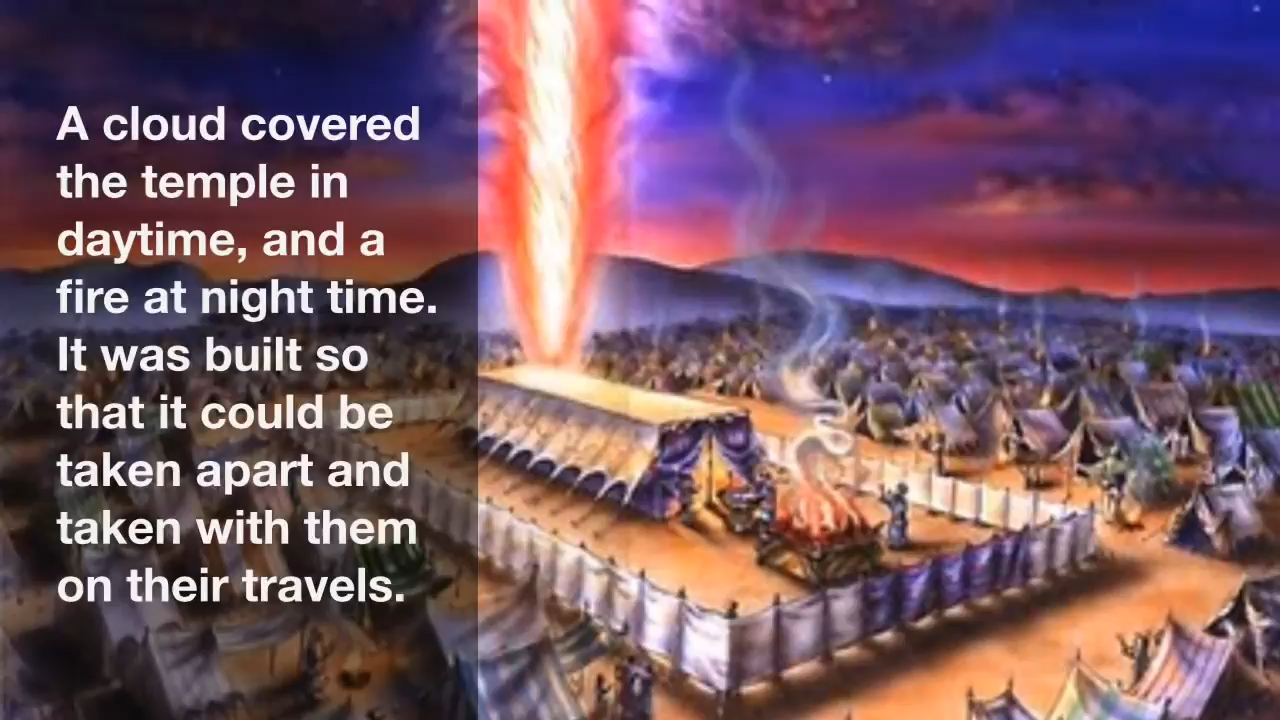 A cloud covered
the temple in
daytime, and a
fire at night time.
It was built so
that it could be
taken apart and
taken with them
on their travels.